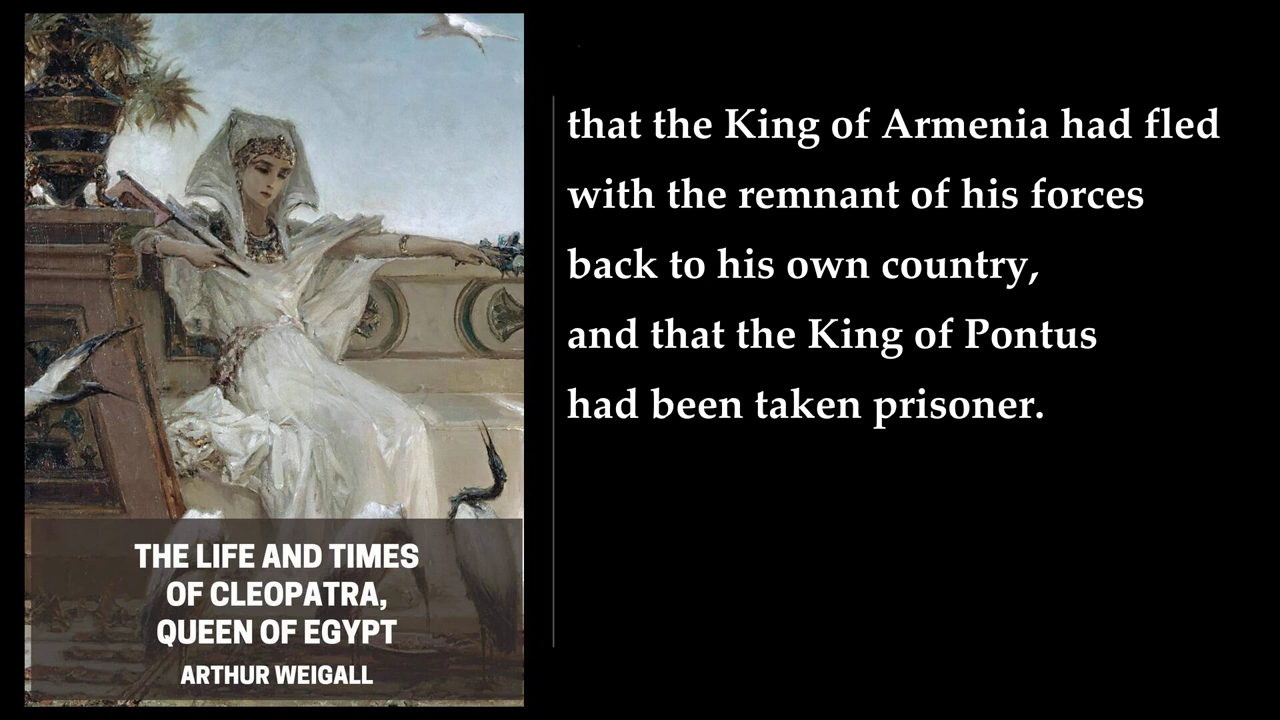 that the King of Armenia had fled
with the remnant of his forces
back to his own country,
and that the King of Pontus
had been taken prisoner.
THE LIFE AND TIMES
OF CLEOPATRA,
QUEEN OF EGYPT
ARTHUR WEIGALL